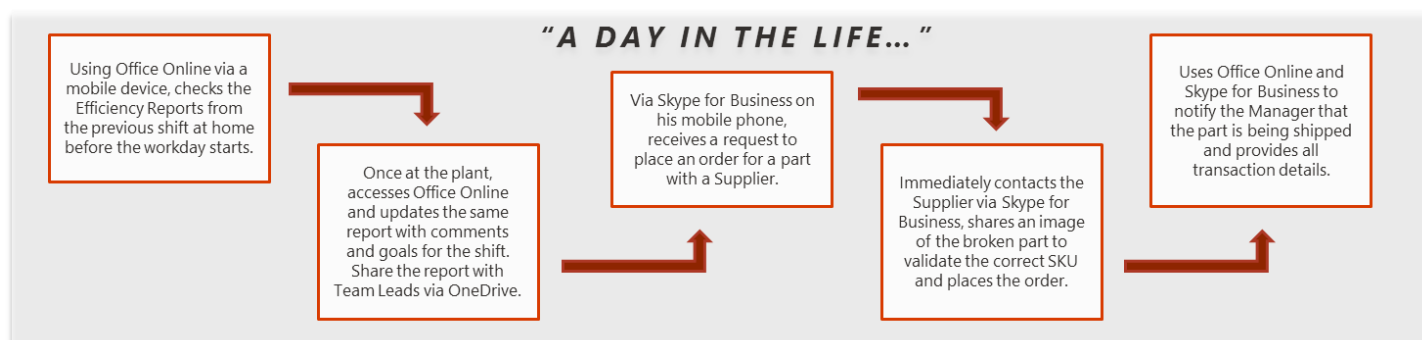 “A DAY IN THE LIFE…”
Using Office Online via a
mobile device, checks the
Efficiency Reports from
the previous shift at home
before the workday starts.
Once at the plant,
accesses Office Online
and updates the same
report with comments
and goals for the shift.
Share the report with
Team Leads via OneDrive.
Via Skype for Business on
his mobile phone,
receives a request to
place an order for a part
with a Supplier.
Immediately contacts the
Supplier via Skype for
Business, shares an image
of the broken part to
validate the correct SKU
and places the order.
Uses Office Online and
Skype for Business to
notify the Manager that
the part is being shipped
and provides all
transaction details.